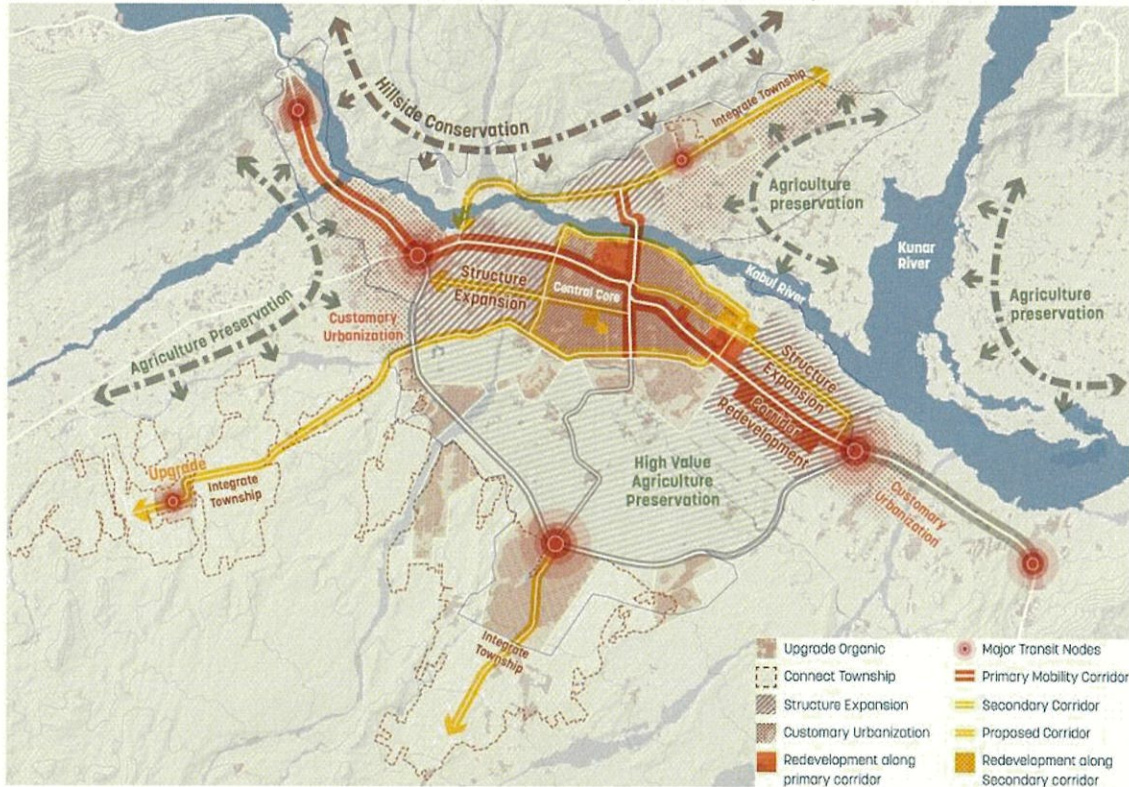 Hillside Conservation
Integrate Township
Agriculture
preservation
Kunar
River
Agriculture
preservation
Kabul River
Agriculture Preservation
Customary
Urbanization
Structure
Expansion
Central Core
Structure
Expansion
Corridor
Redevelopment
High Value
Agriculture
Preservation
Customary
Urbanization
Upgrade
Integrate
Township
Integrate
Township
Upgrade Organic
Connect Township
Structure Expansion
Customary Urbanization
Redevelopment along
primary corridor
Major Transit Nodes
Primary Mobility Corridor
Secondary Corridor
Proposed Corridor
Redevelopment along
Secondary corridor